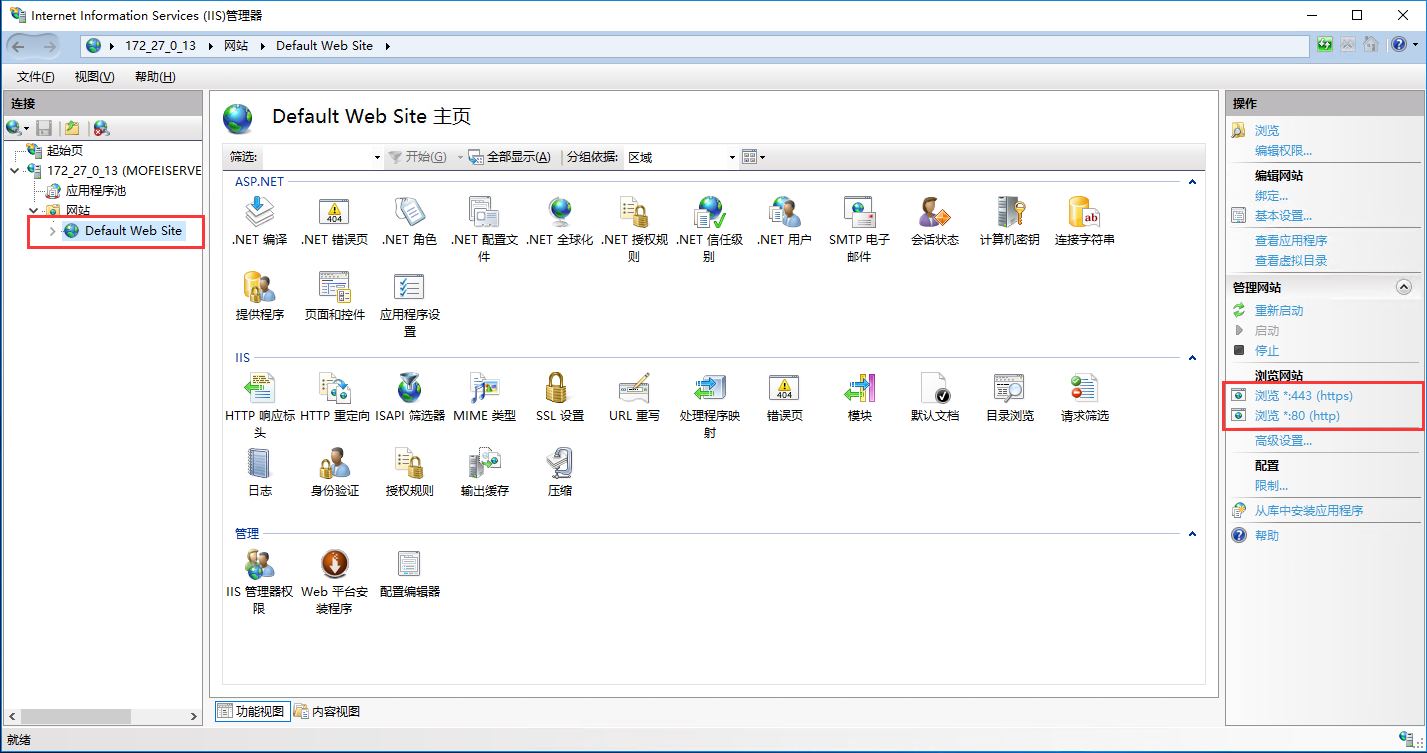 Internet Information Services (IIS)管理器
172_27_0_13
网站
Default Web Site
文件(F)
视图(V)
帮助(H)
连接
起始页
172_27_0_13 (MOFEISERVE
应用程序池
网站
Default Web Site
Default Web Site 主页
筛选:
开始(G)
全部显示(A)
分组依据:
区域
ASP.NET
.NET 编译
.NET 错误页
.NET 角色
.NET 配置文
件
.NET 全球化
.NET 授权规
则
.NET 信任级
别
.NET 用户
SMTP 电子
邮件
会话状态
计算机密钥
连接字符串
提供程序
页面和控件
应用程序设
置
IIS
HTTP 响应标
头
HTTP 重定向
ISAPI 筛选器
MIME 类型
SSL 设置
URL 重写
处理程序映
射
错误页
模块
默认文档
目录浏览
请求筛选
日志
身份验证
授权规则
输出缓存
压缩
管理
IIS 管理器权
限
Web 平台安
装程序
配置编辑器
功能视图
内容视图
操作
浏览
编辑权限...
编辑网站
绑定...
基本设置...
查看应用程序
查看虚拟目录
管理网站
重新启动
启动
停止
浏览网站
浏览 *:443 (https)
浏览 *:80 (http)
高级设置...
配置
限制...
从库中安装应用程序
帮助
就绪